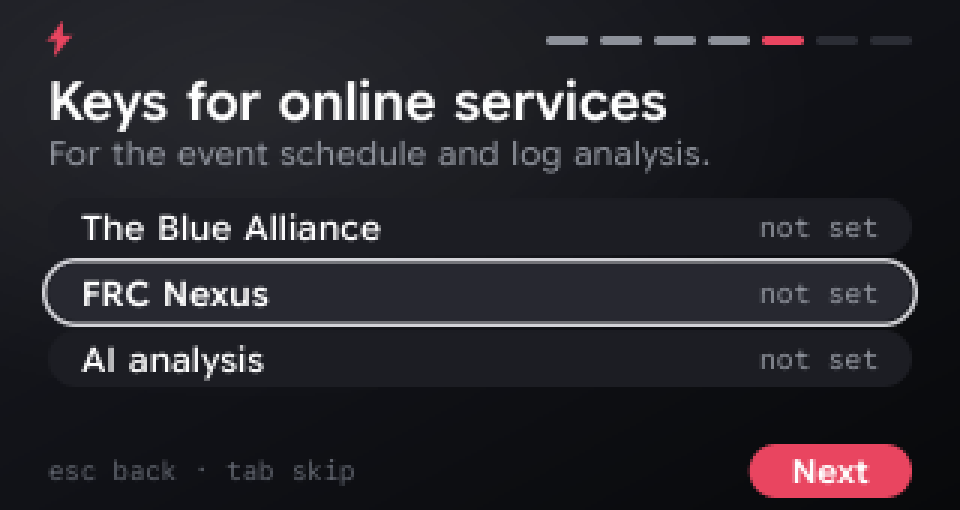 Keys for online services
For the event schedule and log analysis.
The Blue Alliance not set
FRC Nexus not set
AI analysis not set
esc back · tab skip Next